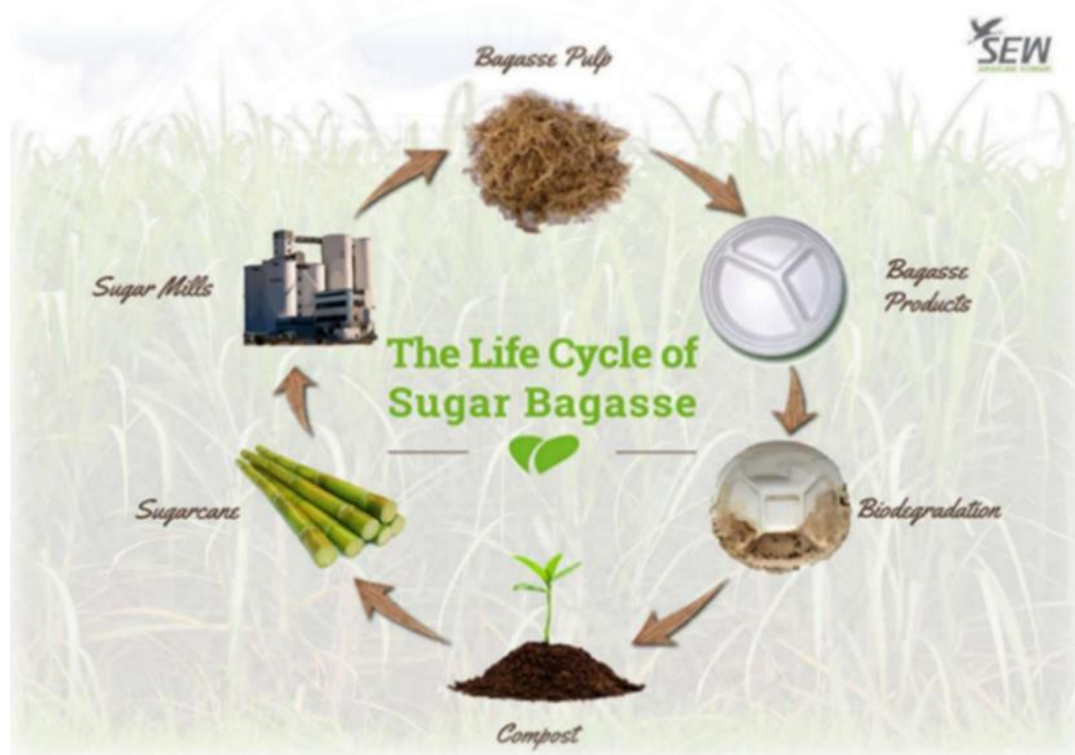 SEW
Bagasse Pulp
Sugar Mills
Bagasse
Products
The Life Cycle of
Sugar Bagasse
Sugarcane
Biodegradation
Compost